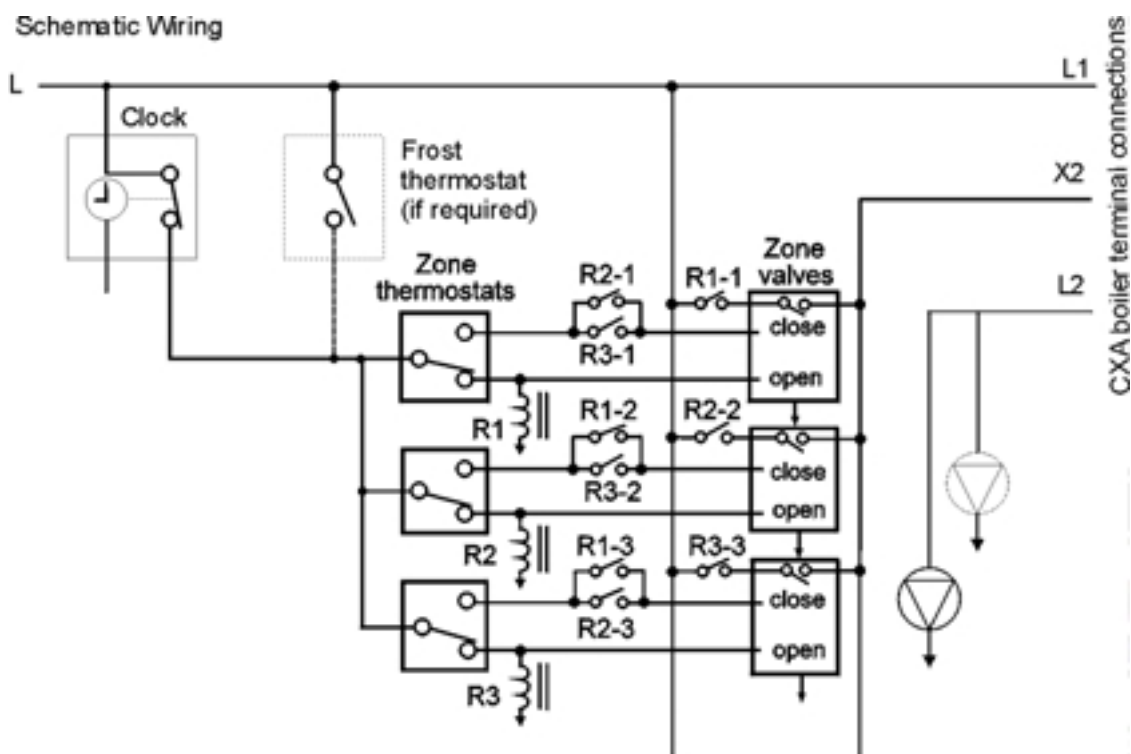 Schematic Wiring
L
L1
Clock
Frost
thermostat
(if required)
X2
Zone
thermostats
Zone
valves
L2
R2-1
R1-1
close
R3-1
open
R1
R1-2
R2-2
close
R3-2
open
R2
R1-3
R3-3
close
R2-3
open
R3
CXA boiler terminal connections